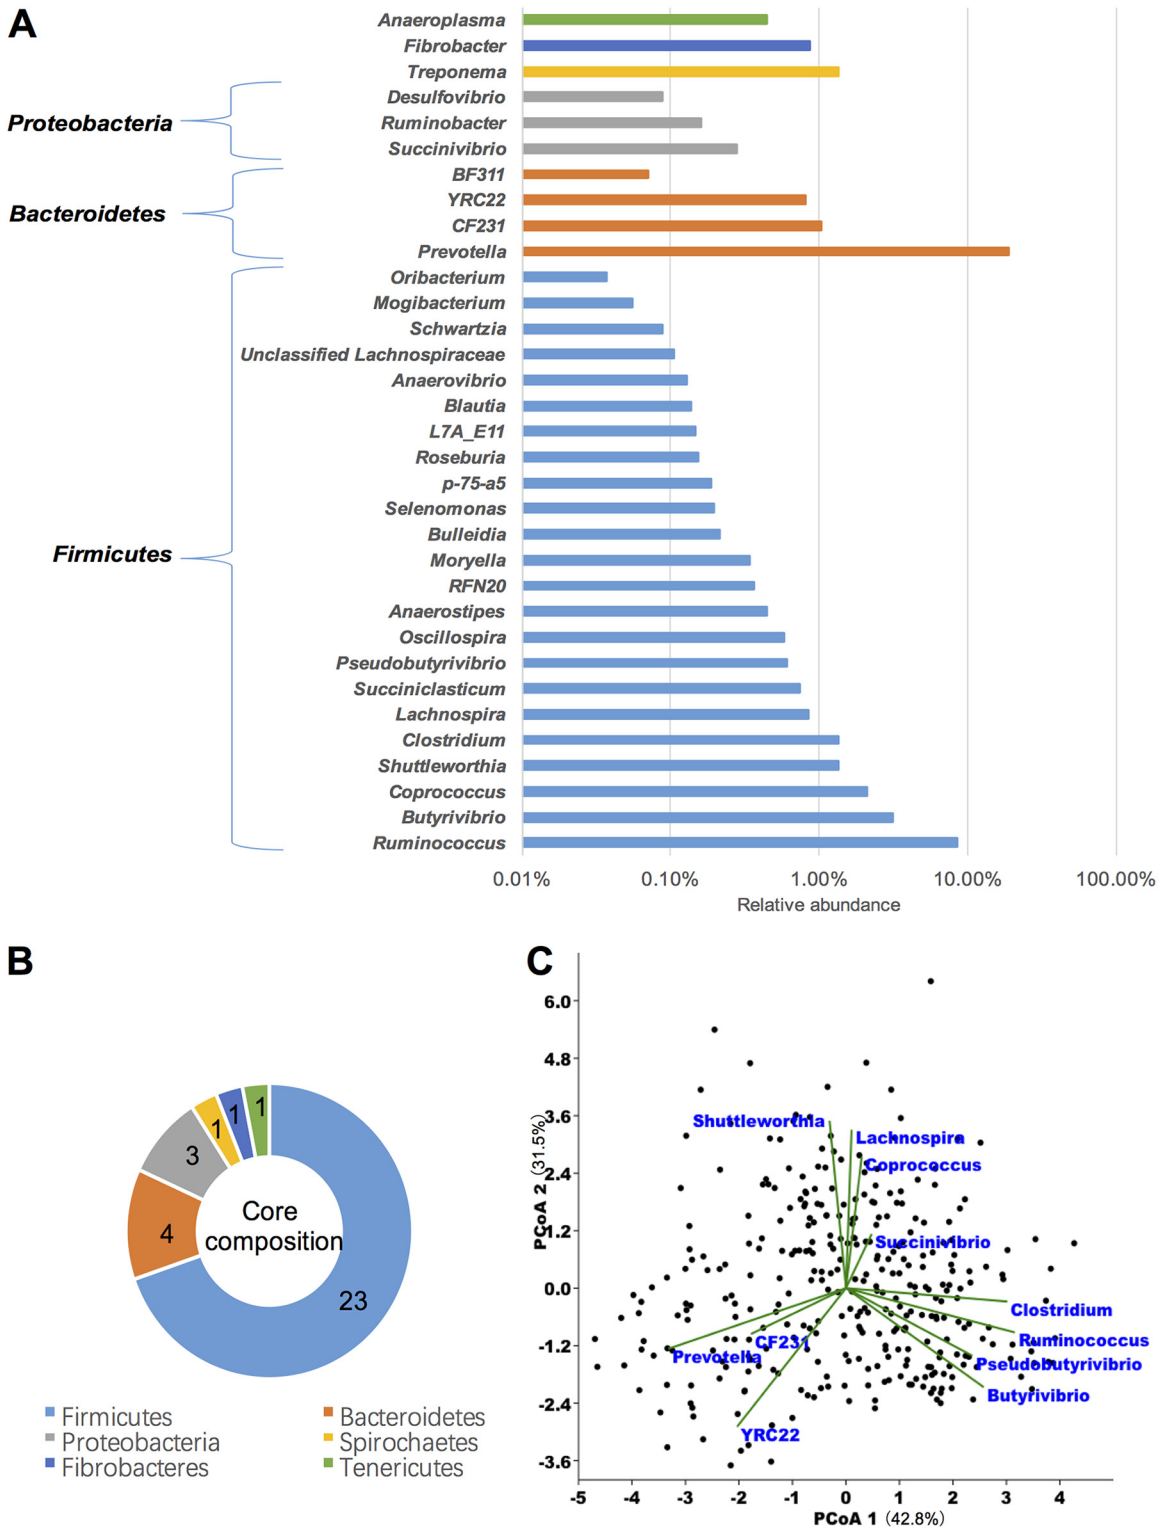 A
Anaeroplasma
Fibrobacter
Treponema
Desulfovibrio
Proteobacteria
Ruminobacter
Succinivibrio
BF311
YRC22
Bacteroidetes
CF231
Prevotella
Oribacterium
Mogibacterium
Schwartzia
Unclassified Lachnospiraceae
Anaerovibrio
Blautia
L7A_E11
Roseburia
p-75-a5
Selenomonas
Bulleidia
Firmicutes
Moryella
RFN20
Anaerostipes
Oscillospira
Pseudobutyrivibrio
Succiniclasticum
Lachnospira
Clostridium
Shuttleworthia
Coprococcus
Butyrivibrio
Ruminococcus
0.01% 0.10% 1.00% 10.00% 100.00%
Relative abundance
B
1 1 1
3
4
23
Core
composition
Firmicutes Bacteroidetes
Proteobacteria Spirochaetes
Fibrobacteres Tenericutes
C
6.0
4.8
3.6
2.4
1.2
0.0
-1.2
-2.4
-3.6
PCoA 2 (31.5%)
Shuttleworthia
Lachnospira
Coprococcus
Succinivibrio
Clostridium
Ruminococcus
CF231
Prevotella
Pseudobutyrivibrio
Butyrivibrio
YRC22
-5 -4 -3 -2 -1 0 1 2 3 4
PCoA 1 (42.8%)